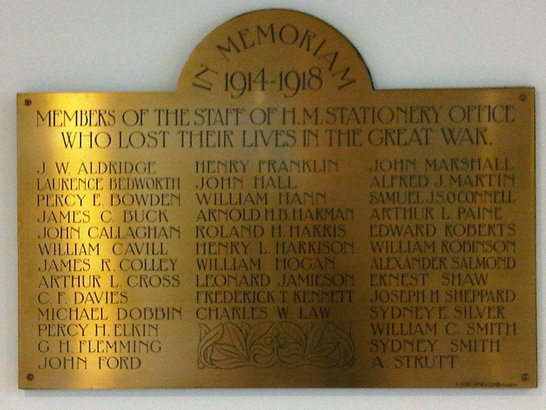 IN MEMORIAM
1914-1918
MEMBERS OF THE STAFF OF H.M. STATIONERY OFFICE
WHO LOST THEIR LIVES IN THE GREAT WAR.
J. W. ALDRIDGE
LAURENCE BEDWORTH
PERCY E. BOWDEN
JAMES C. BUCK
JOHN CALLAGHAN
WILLIAM CAVILL
JAMES R. COLLEY
ARTHUR L. CROSS
C. F. DAVIES
MICHAEL DOBBIN
PERCY H. ELKIN
G. H. FLEMMING
JOHN FORD
HENRY FRANKLIN
JOHN HALL
WILLIAM HANN
ARNOLD H.B. HARMAN
ROLAND H. HARRIS
HENRY L. HARRISON
WILLIAM HOGAN
LEONARD JAMIESON
FREDERICK T. KENNETT
CHARLES W. LAW
JOHN MARSHALL
ALFRED J. MARTIN
SAMUEL J.S. O'CONNELL
ARTHUR L. PAINE
EDWARD ROBERTS
WILLIAM ROBINSON
ALEXANDER SALMOND
ERNEST SHAW
JOSEPH H. SHEPPARD
SYDNEY E. SILVER
WILLIAM C. SMITH
SYDNEY SMITH
A. STRUTT